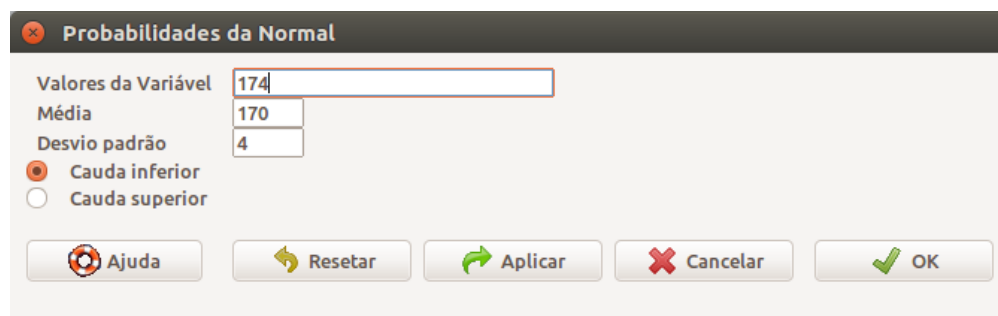 Probabilidades da Normal
Valores da Variável 174
Média 170
Desvio padrão 4
Cauda inferior
Cauda superior
Ajuda Resetar Aplicar Cancelar OK